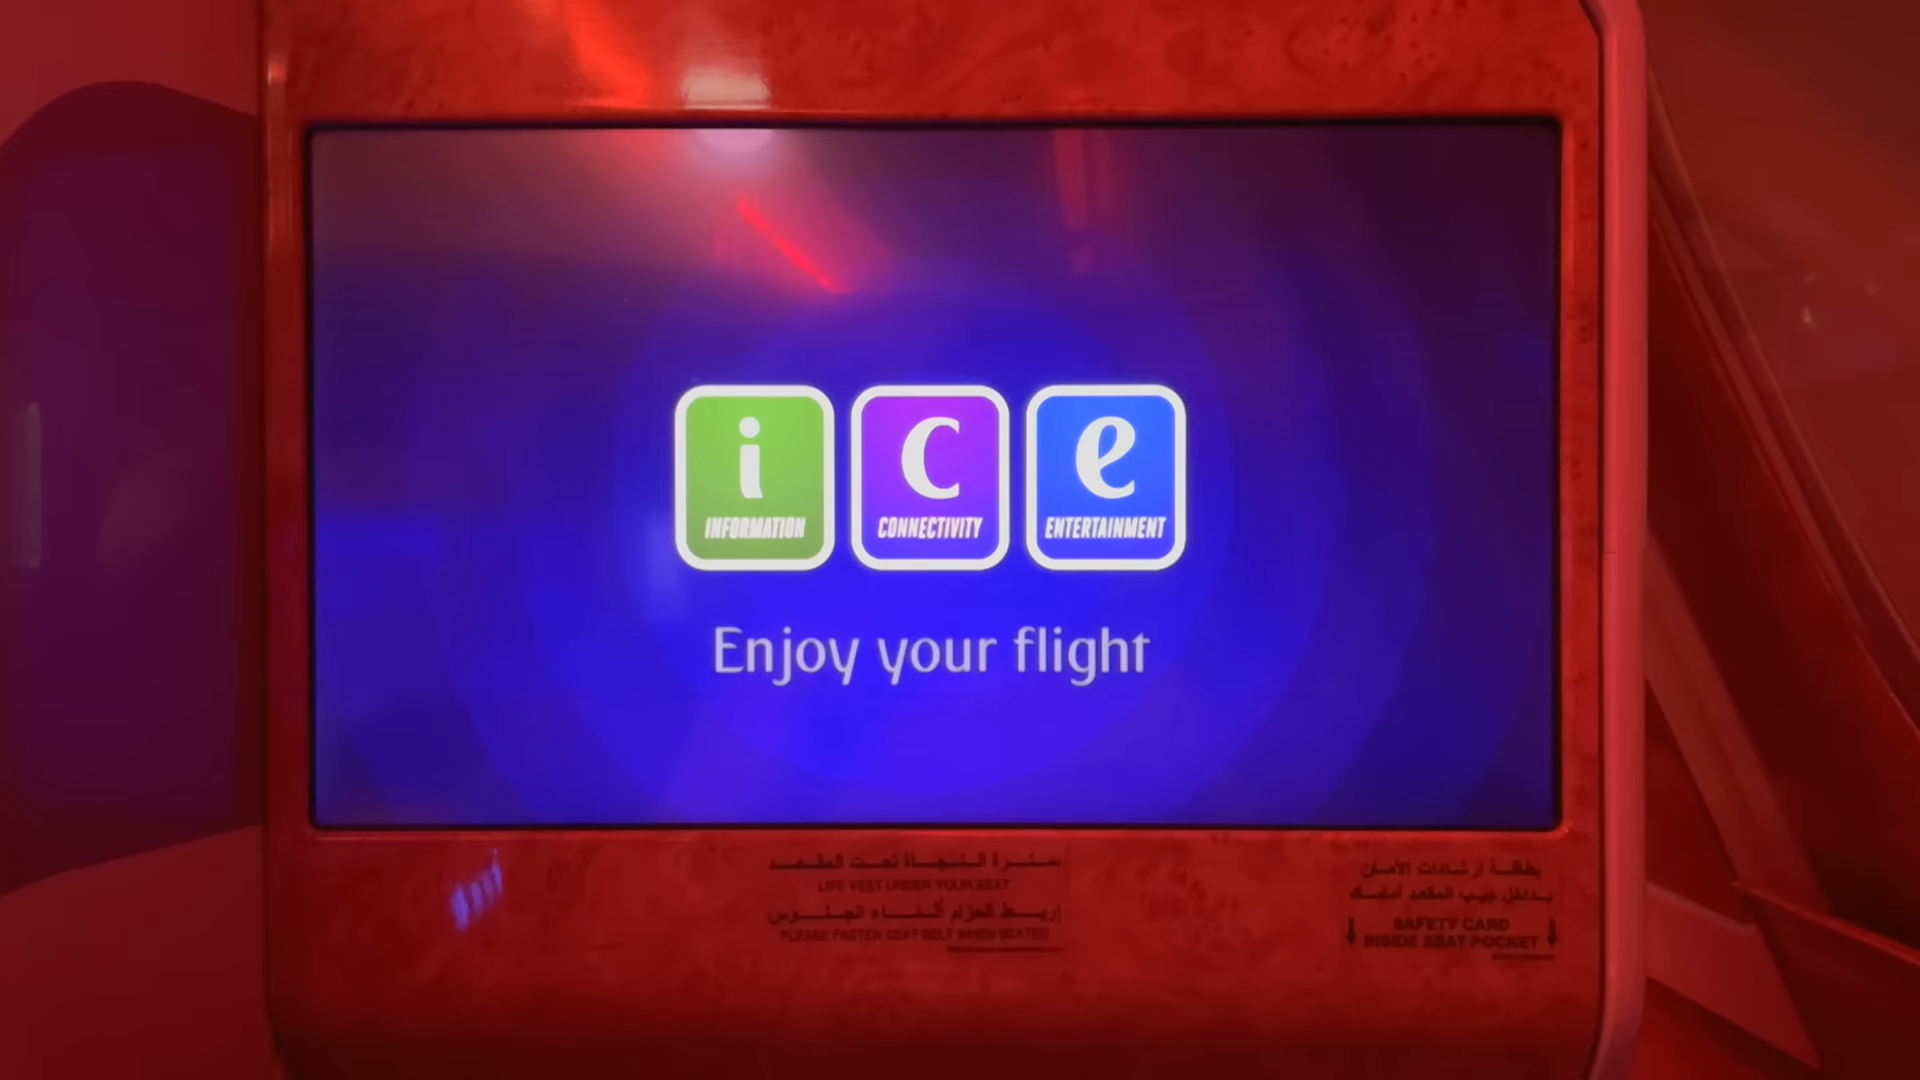 i
INFORMATION
c
CONNECTIVITY
e
ENTERTAINMENT
Enjoy your flight
سترة النجاة تحت المقعد
LIFE VEST UNDER YOUR SEAT
إربط الحزام أثناء الجلوس
PLEASE FASTEN SEAT BELT WHEN SEATED
بطاقة ارشادات الأمان
بداخل جيب المقعد أمامك
SAFETY CARD
INSIDE SEAT POCKET